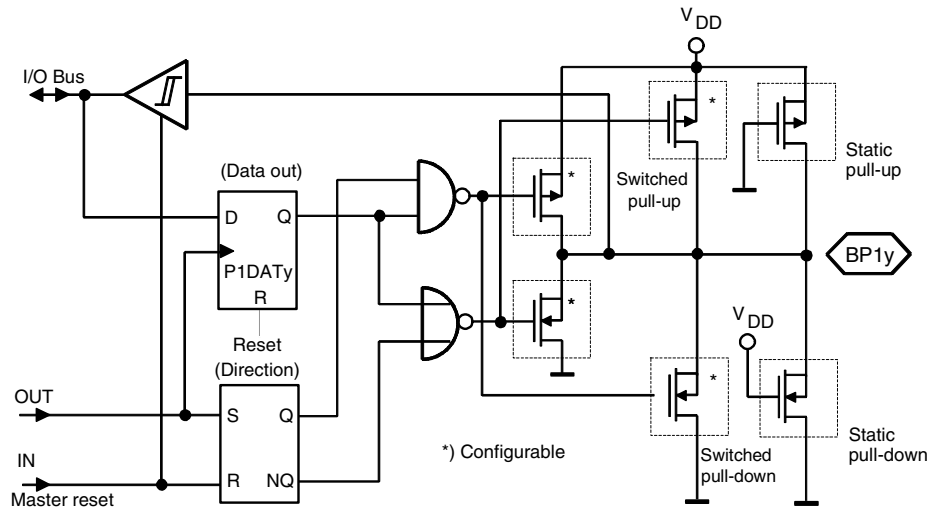 V DD
I/O Bus
*
(Data out)
Static
pull-up
*
Switched
pull-up
D
Q
P1DATy
R
BP1y
*
Reset
(Direction)
V DD
OUT
S
Q
*
*) Configurable
IN
Master reset
R
NQ
Switched
pull-down
Static
pull-down